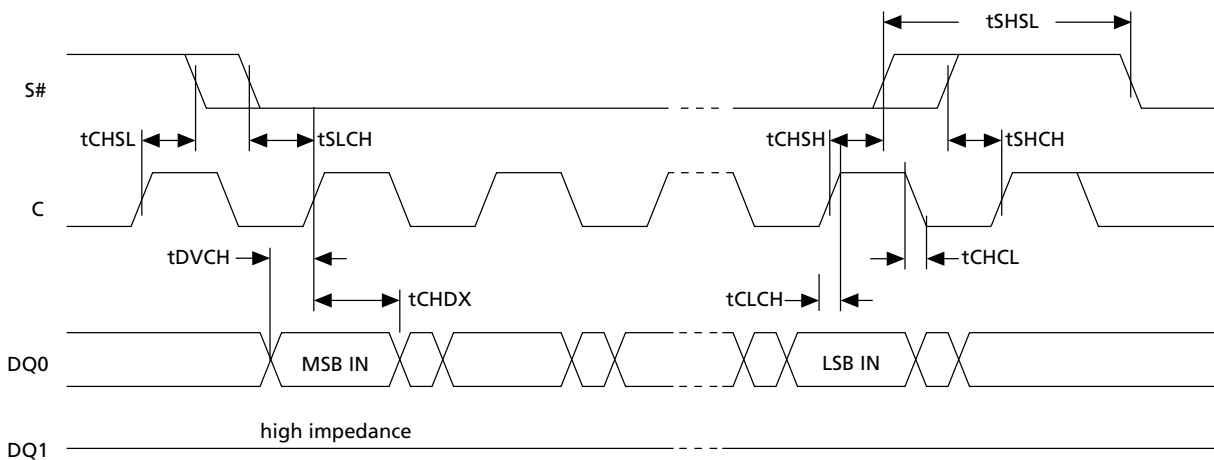 tSHSL
S#
tCHSL
tSLCH
tCHSH
tSHCH
C
tDVCH
tCHCL
tCHDX
tCLCH
DQ0
MSB IN
LSB IN
high impedance
DQ1